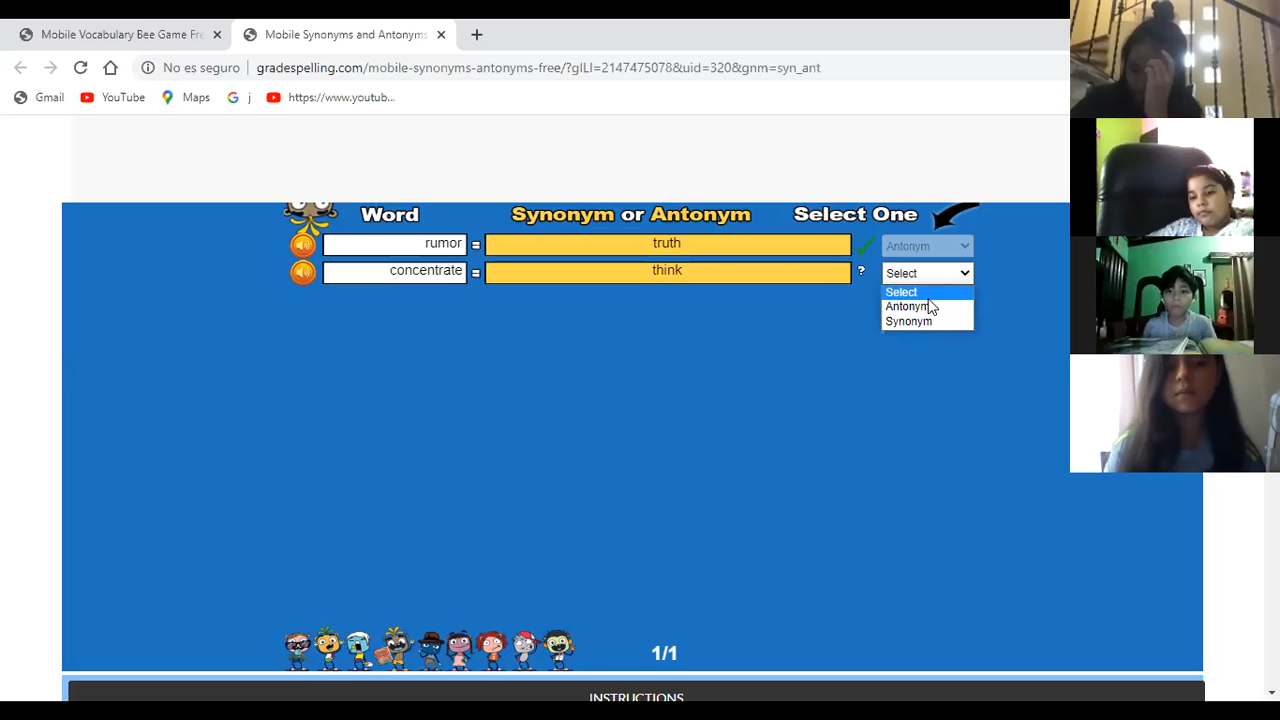 Mobile Vocabulary Bee Game Fre
Mobile Synonyms and Antonyms
No es seguro
gradespelling.com/mobile-synonyms-antonyms-free/?glLI=2147475078&uid=320&gnm=syn_ant
Gmail YouTube Maps j https://www.youtub...
Word Synonym or Antonym Select One
rumor = truth Antonym
concentrate = think ? Select
Select
Antonym
Synonym
1/1
INSTRUCTIONS